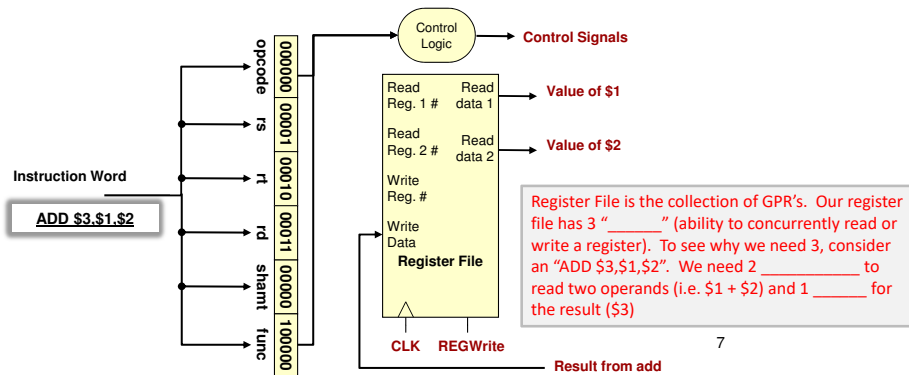 Control
Logic
Control Signals
opcode
000000
rs
00001
rt
00010
rd
00011
shamt
00000
func
100000
Instruction Word
ADD $3,$1,$2
Read
Reg. 1 #
Read
data 1
Value of $1
Read
Reg. 2 #
Read
data 2
Value of $2
Write
Reg. #
Write
Data
Register File
CLK
REGWrite
Result from add
Register File is the collection of GPR's. Our register
file has 3 "______" (ability to concurrently read or
write a register). To see why we need 3, consider
an "ADD $3,$1,$2". We need 2 ___________ to
read two operands (i.e. $1 + $2) and 1 ______ for
the result ($3)
7